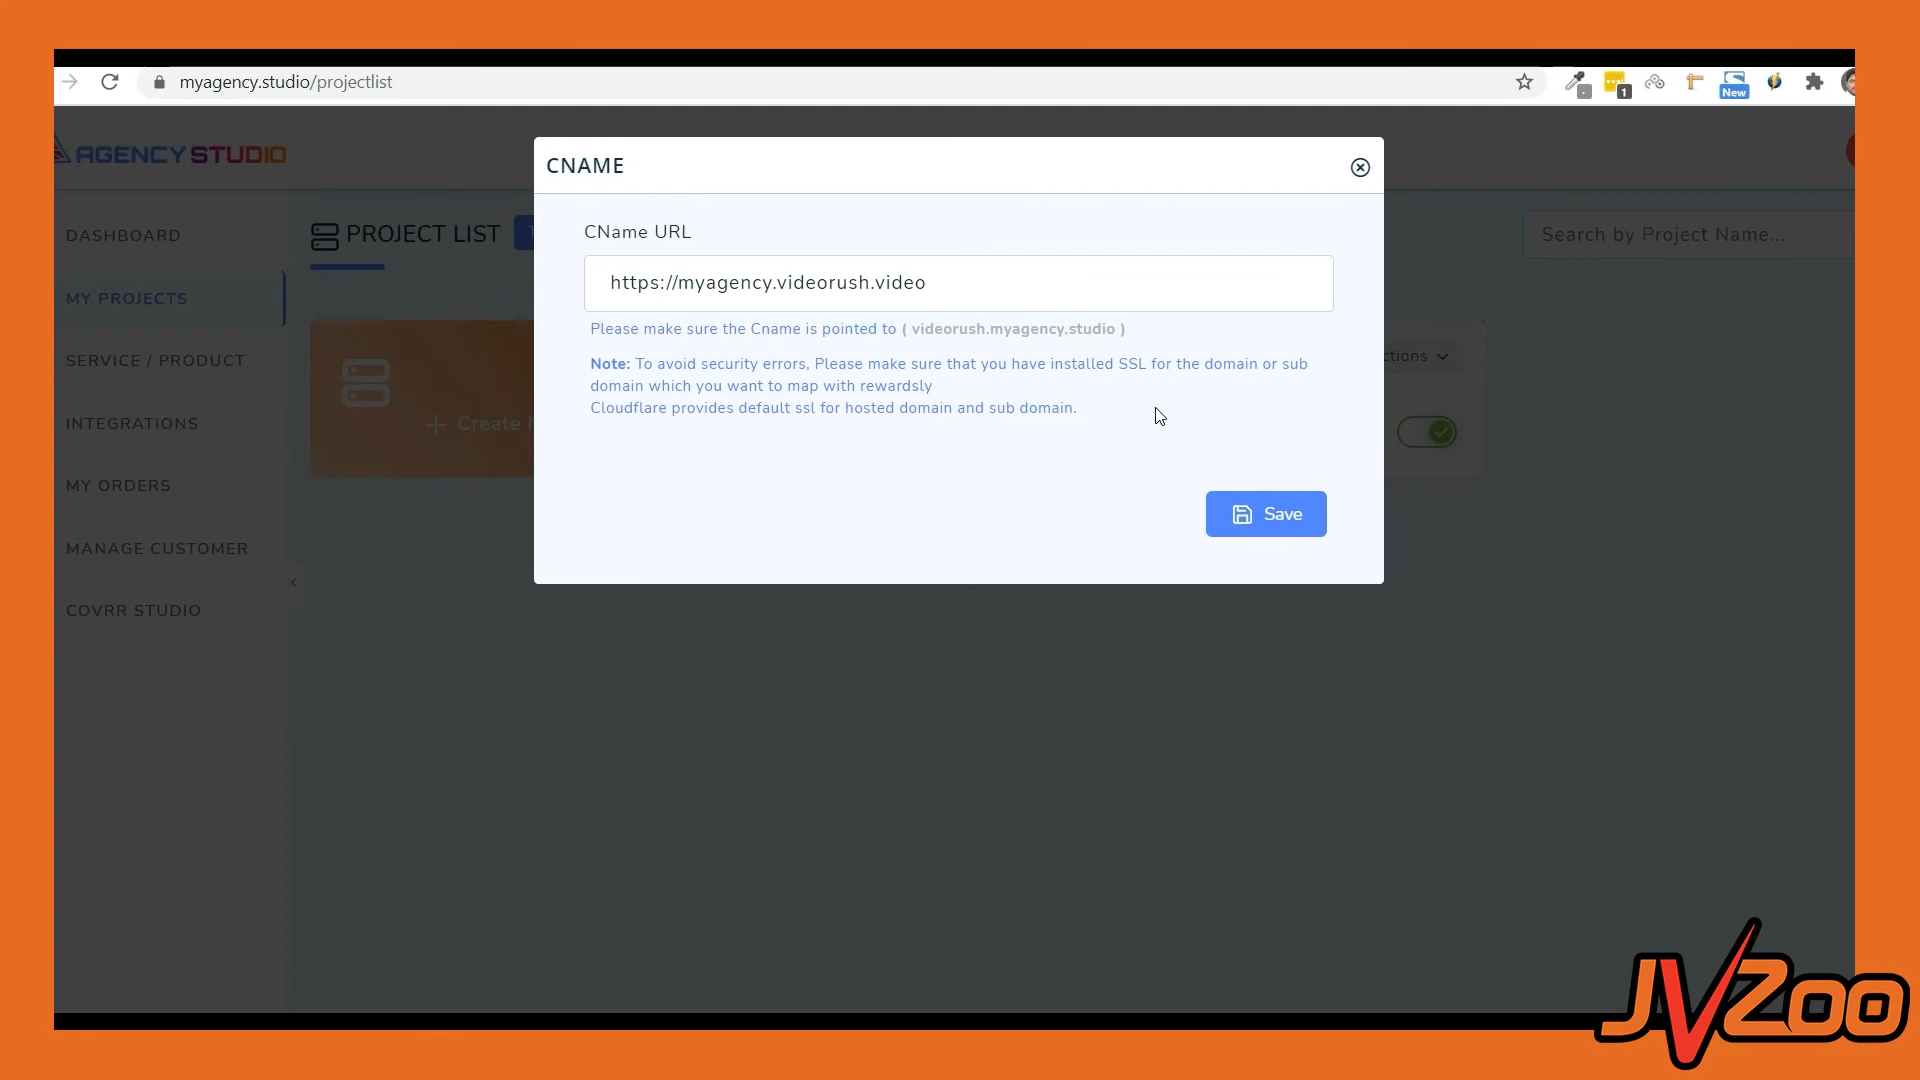 myagency.studio/projectlist
1
New
AGENCY STUDIO
CNAME
DASHBOARD
MY PROJECTS
SERVICE / PRODUCT
INTEGRATIONS
MY ORDERS
MANAGE CUSTOMER
COVRR STUDIO
PROJECT LIST
Search by Project Name...
CName URL
https://myagency.videorush.video
Please make sure the Cname is pointed to ( videorush.myagency.studio )
Note: To avoid security errors, Please make sure that you have installed SSL for the domain or sub
domain which you want to map with rewardsly
Cloudflare provides default ssl for hosted domain and sub domain.
+ Create
Save
JVZoo